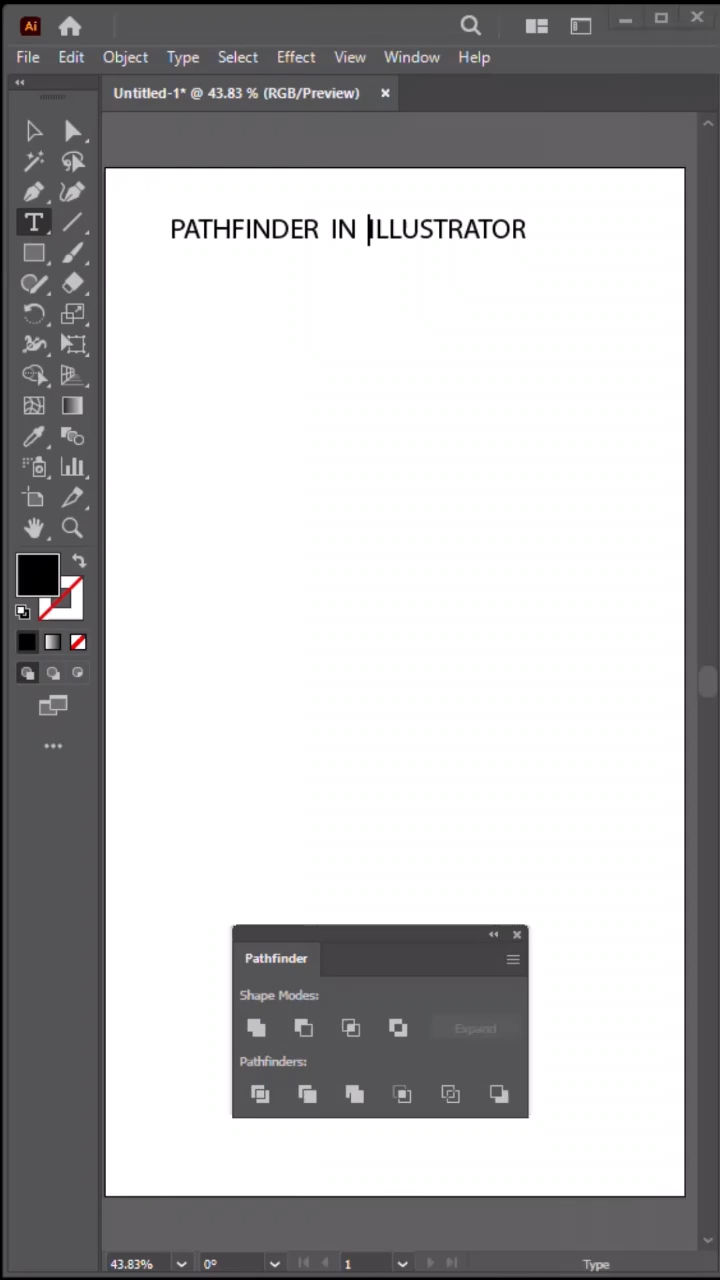 Ai
File Edit Object Type Select Effect View Window Help
Untitled-1* @ 43.83 % (RGB/Preview) ×
PATHFINDER IN ILLUSTRATOR
Pathfinder
Shape Modes:
Expand
Pathfinders:
43.83% 0° 1 Type